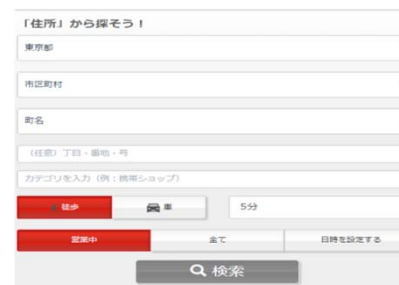 「住所」から探そう！
東京都
市区町村
町名
(任意) 丁目・番地・号
カテゴリを入力 (例：携帯ショップ)
徒歩 車 5分
営業中 全て 日時を設定する
検索